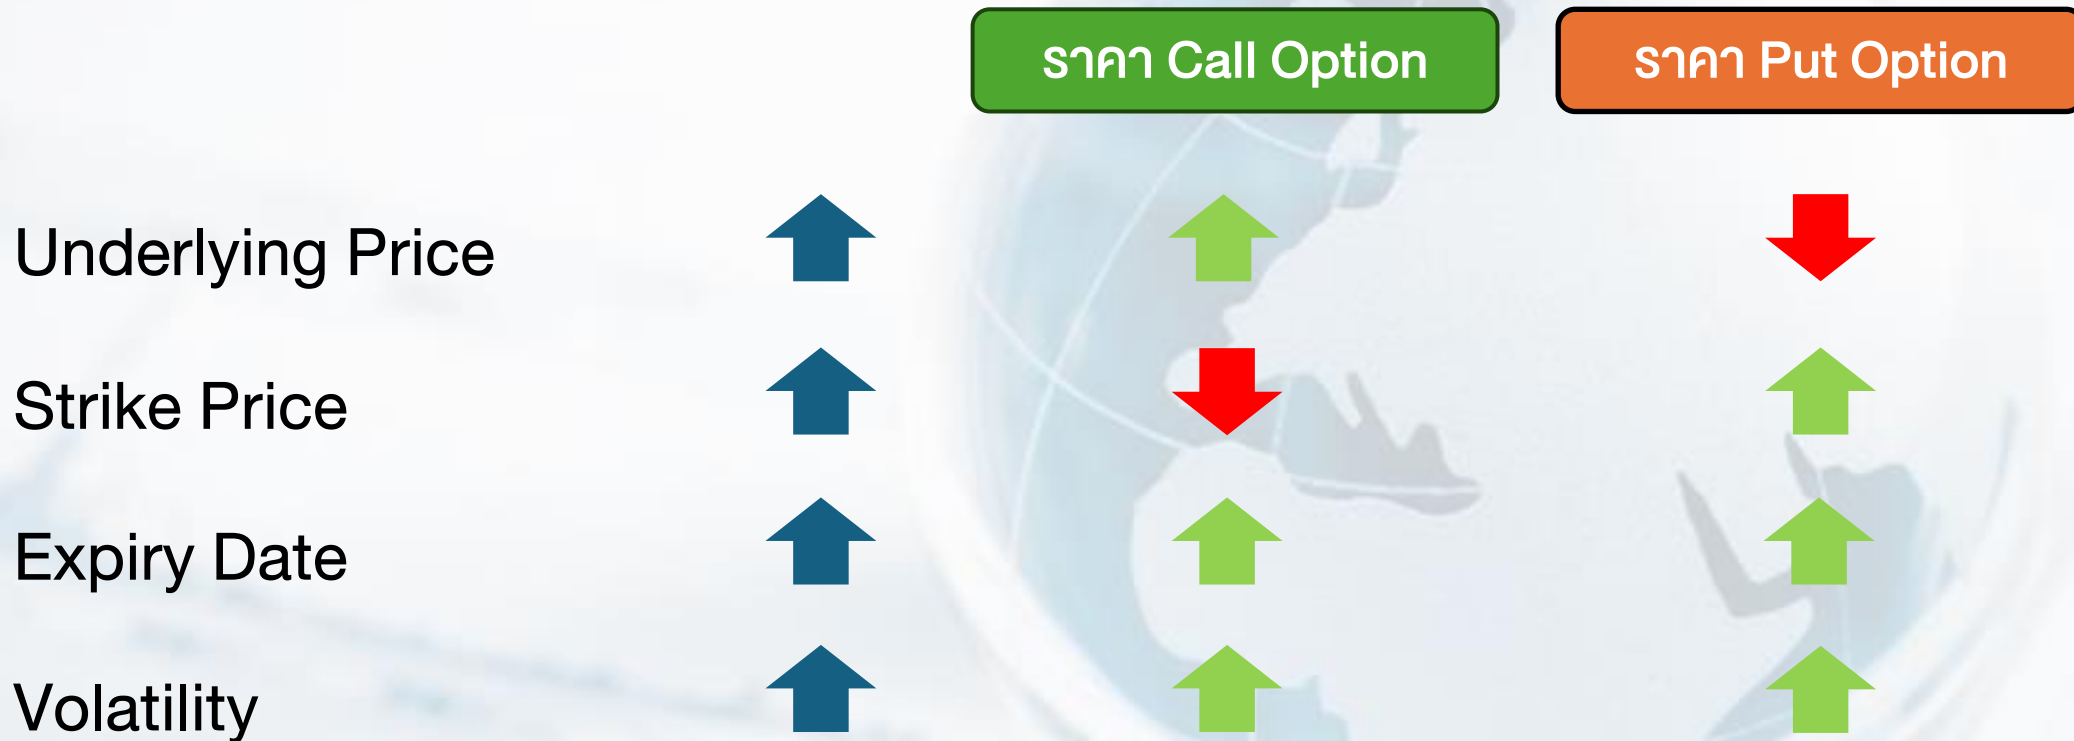 ราคา Call Option
ราคา Put Option
Underlying Price
Strike Price
Expiry Date
Volatility